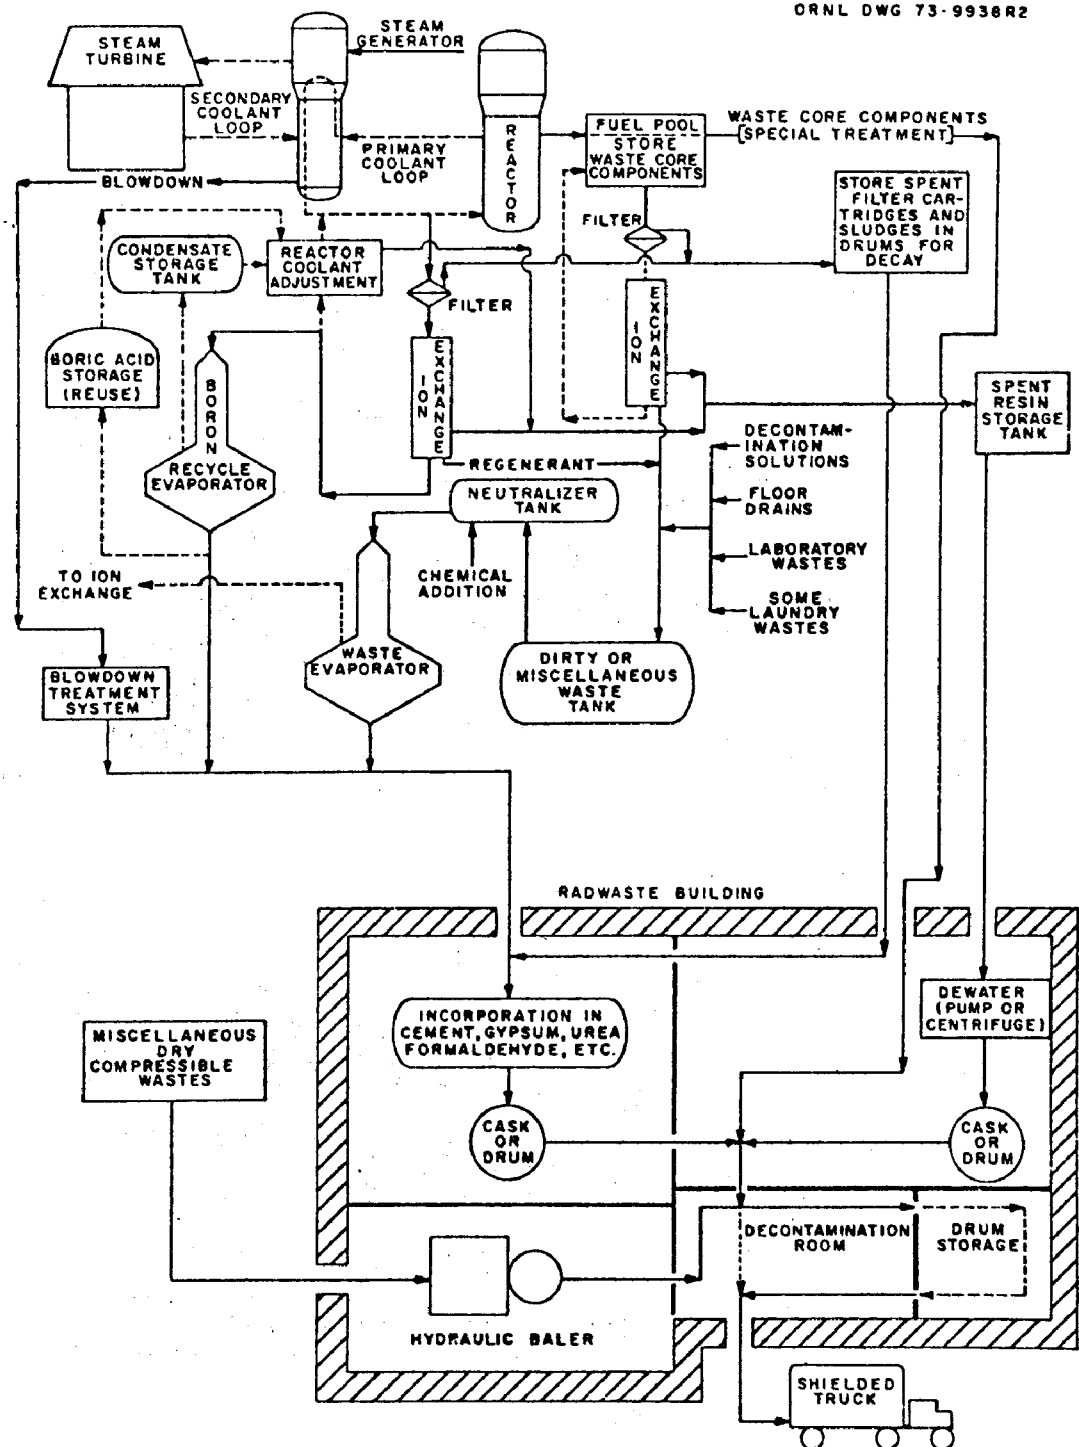 ORNL DWG 73-9938R2
STEAM
TURBINE
STEAM
GENERATOR
SECONDARY
COOLANT
LOOP
PRIMARY
COOLANT
LOOP
REACTOR
FUEL POOL
STORE
WASTE CORE
COMPONENTS
WASTE CORE COMPONENTS
[SPECIAL TREATMENT]
BLOWDOWN
FILTER
STORE SPENT
FILTER CAR-
TRIDGES AND
SLUDGES IN
DRUMS FOR
DECAY
CONDENSATE
STORAGE
TANK
REACTOR
COOLANT
ADJUSTMENT
FILTER
ION
EXCHANGE
ION
EXCHANGE
BORIC ACID
STORAGE
(REUSE)
BORON
RECYCLE
EVAPORATOR
SPENT
RESIN
STORAGE
TANK
DECONTAM-
INATION
SOLUTIONS
REGENERANT
NEUTRALIZER
TANK
FLOOR
DRAINS
LABORATORY
WASTES
SOME
LAUNDRY
WASTES
CHEMICAL
ADDITION
TO ION
EXCHANGE
WASTE
EVAPORATOR
DIRTY OR
MISCELLANEOUS
WASTE
TANK
BLOWDOWN
TREATMENT
SYSTEM
RADWASTE BUILDING
INCORPORATION IN
CEMENT, GYPSUM, UREA
FORMALDEHYDE, ETC.
DEWATER
(PUMP OR
CENTRIFUGE)
MISCELLANEOUS
DRY
COMPRESSIBLE
WASTES
CASK
OR
DRUM
CASK
OR
DRUM
DECONTAMINATION
ROOM
DRUM
STORAGE
HYDRAULIC BALER
SHIELDED
TRUCK